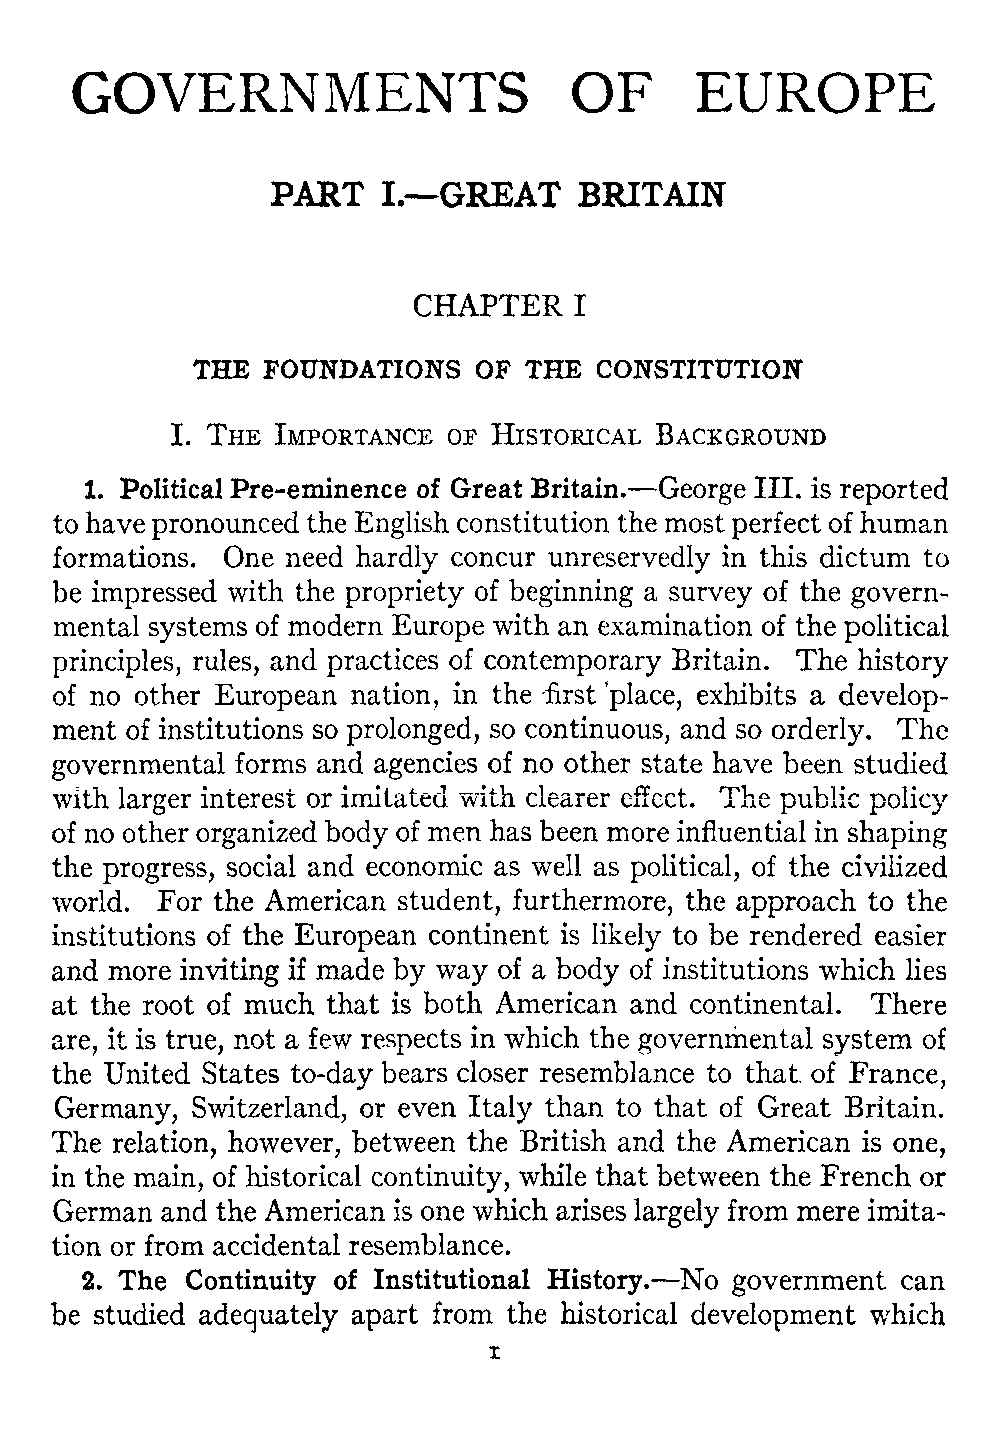 GOVERNMENTS OF EUROPE
PART I.—GREAT BRITAIN
CHAPTER I
THE FOUNDATIONS OF THE CONSTITUTION
I. The Importance of Historical Background
1. Political Pre-eminence of Great Britain.—George III. is reported
to have pronounced the English constitution the most perfect of human
formations. One need hardly concur unreservedly in this dictum to
be impressed with the propriety of beginning a survey of the govern-
mental systems of modern Europe with an examination of the political
principles, rules, and practices of contemporary Britain. The history
of no other European nation, in the first place, exhibits a develop-
ment of institutions so prolonged, so continuous, and so orderly. The
governmental forms and agencies of no other state have been studied
with larger interest or imitated with clearer effect. The public policy
of no other organized body of men has been more influential in shaping
the progress, social and economic as well as political, of the civilized
world. For the American student, furthermore, the approach to the
institutions of the European continent is likely to be rendered easier
and more inviting if made by way of a body of institutions which lies
at the root of much that is both American and continental. There
are, it is true, not a few respects in which the governmental system of
the United States to-day bears closer resemblance to that of France,
Germany, Switzerland, or even Italy than to that of Great Britain.
The relation, however, between the British and the American is one,
in the main, of historical continuity, while that between the French or
German and the American is one which arises largely from mere imita-
tion or from accidental resemblance.
2. The Continuity of Institutional History.—No government can
be studied adequately apart from the historical development which
1